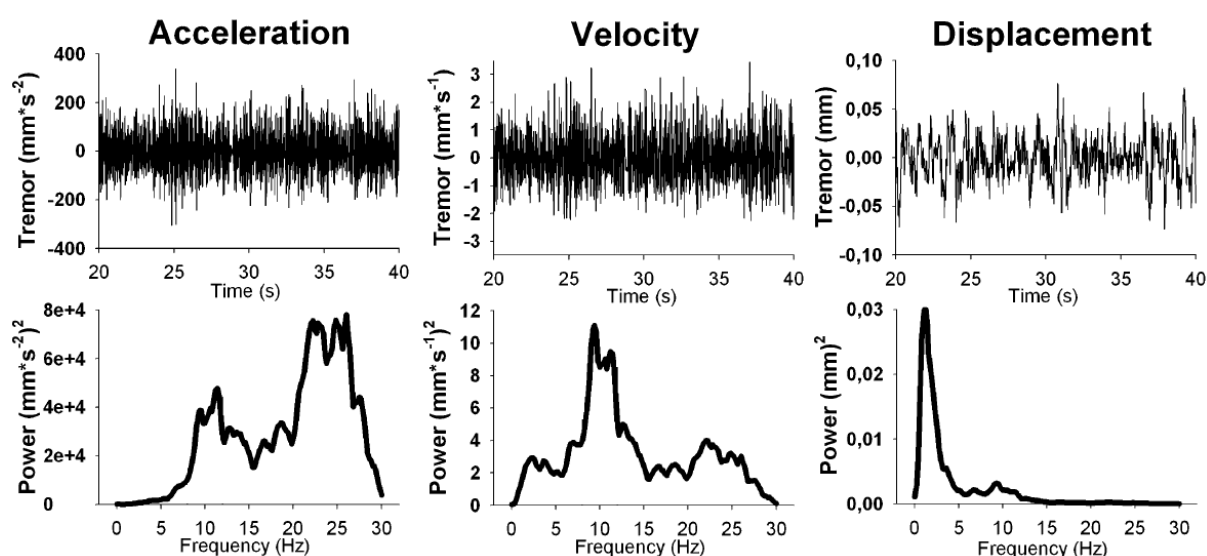 Acceleration
Velocity
Displacement
Tremor (mm*s⁻²)
400
200
0
-200
-400
20 25 30 35 40
Time (s)
Tremor (mm*s⁻¹)
3
2
1
0
-1
-2
-3
20 25 30 35 40
Time (s)
Tremor (mm)
0,10
0,05
0,00
-0,05
-0,10
20 25 30 35 40
Time (s)
Power (mm*s⁻²)²
8e+4
6e+4
4e+4
2e+4
0
0 5 10 15 20 25 30
Frequency (Hz)
Power (mm*s⁻¹)²
12
10
8
6
4
2
0
0 5 10 15 20 25 30
Frequency (Hz)
Power (mm)²
0,03
0,02
0,01
0,00
0 5 10 15 20 25 30
Frequency (Hz)